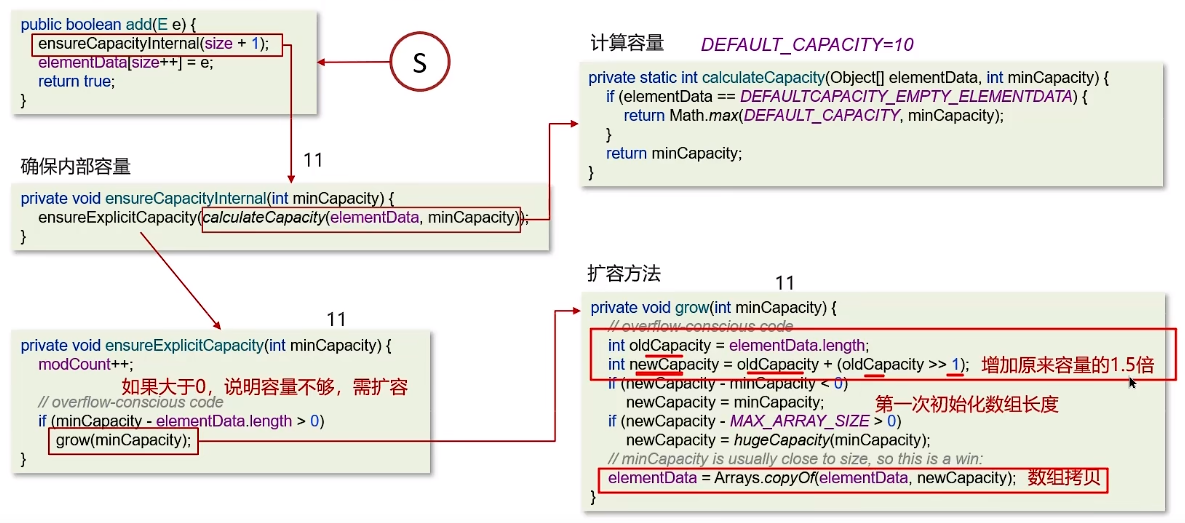 public boolean add(E e) {
ensureCapacityInternal(size + 1);
elementData[size++] = e;
return true;
}
S
计算容量 DEFAULT_CAPACITY=10
private static int calculateCapacity(Object[] elementData, int minCapacity) {
if (elementData == DEFAULTCAPACITY_EMPTY_ELEMENTDATA) {
return Math.max(DEFAULT_CAPACITY, minCapacity);
}
return minCapacity;
}
确保内部容量
11
private void ensureCapacityInternal(int minCapacity) {
ensureExplicitCapacity(calculateCapacity(elementData, minCapacity));
}
11
private void ensureExplicitCapacity(int minCapacity) {
modCount++;
如果大于0，说明容量不够，需扩容
// overflow-conscious code
if (minCapacity - elementData.length > 0)
grow(minCapacity);
}
扩容方法
11
private void grow(int minCapacity) {
// overflow-conscious code
int oldCapacity = elementData.length;
int newCapacity = oldCapacity + (oldCapacity >> 1); 增加原来容量的1.5倍
if (newCapacity - minCapacity < 0)
newCapacity = minCapacity; 第一次初始化数组长度
if (newCapacity - MAX_ARRAY_SIZE > 0)
newCapacity = hugeCapacity(minCapacity);
// minCapacity is usually close to size, so this is a win:
elementData = Arrays.copyOf(elementData, newCapacity); 数组拷贝
}